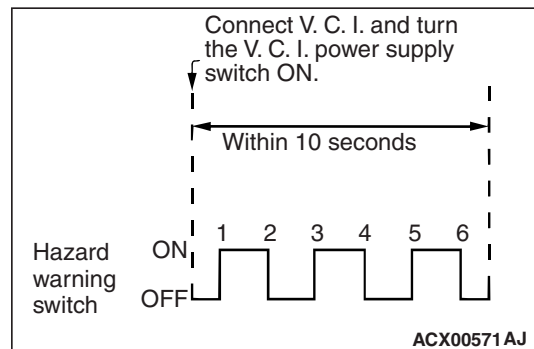 Connect V. C. I. and turn
the V. C. I. power supply
switch ON.
Within 10 seconds
1 2 3 4 5 6
Hazard
warning
switch
ON
OFF
ACX00571 AJ